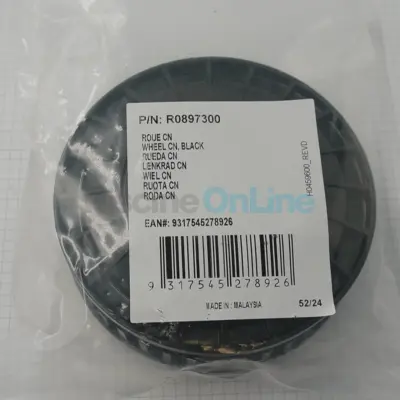 P/N: R0897300
ROUE CN
WHEEL CN, BLACK
RUEDA CN
LENKRAD CN
WIEL CN
RUOTA CN
RODA CN
H0459600_REVD
EAN#: 9317545278926
9 317545 278926
MADE IN : MALAYSIA
52/24
OnLine